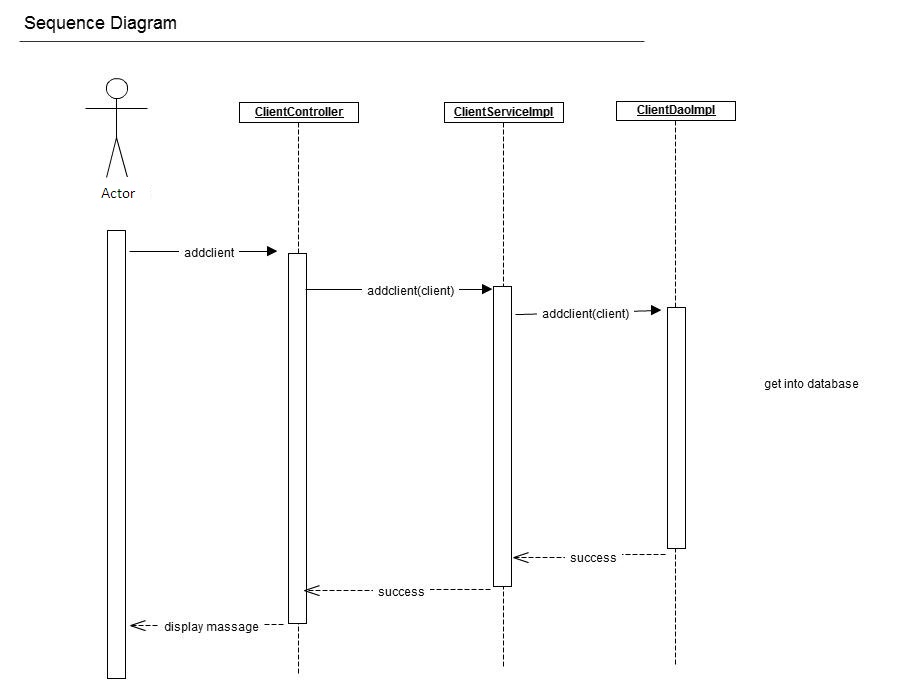 Sequence Diagram
ClientController
ClientServiceImpl
ClientDaoImpl
Actor
addclient
addclient(client)
addclient(client)
get into database
success
success
display massage